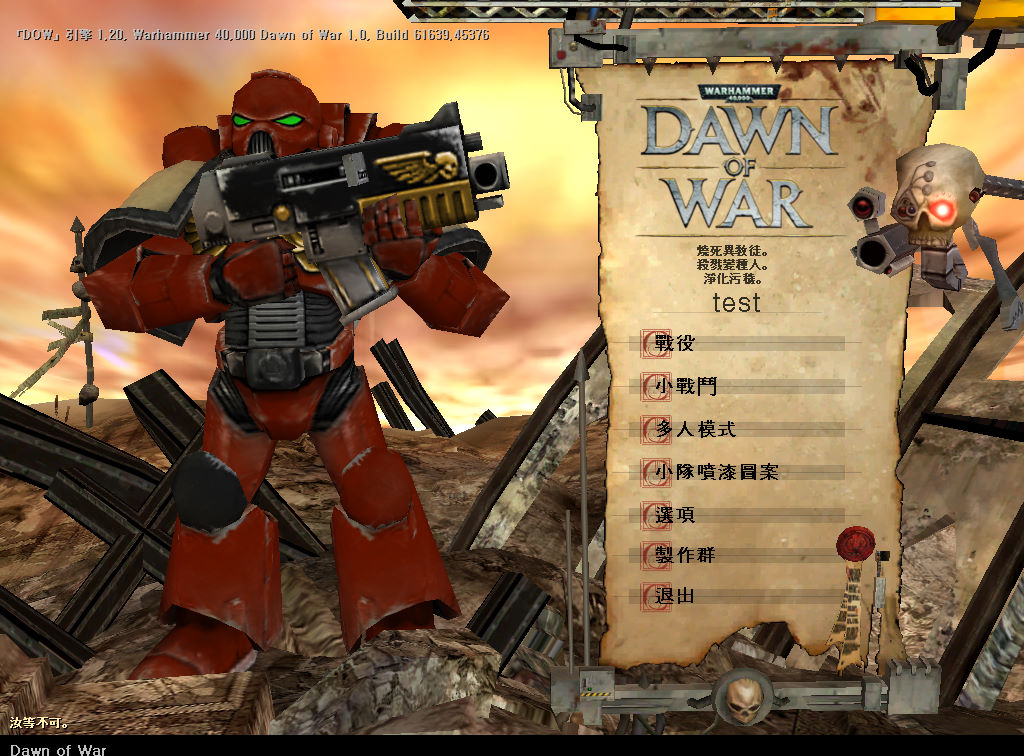 『DOW』引擎 1.20, Warhammer 40,000 Dawn of War 1.0, Build 61639.45376
WARHAMMER
40,000
DAWN
OF
WAR
燒死異教徒。
殺戮變種人。
淨化污穢。
test
戰役
小戰鬥
多人模式
小隊噴漆圖案
選項
製作群
退出
汝等不可。
Dawn of War